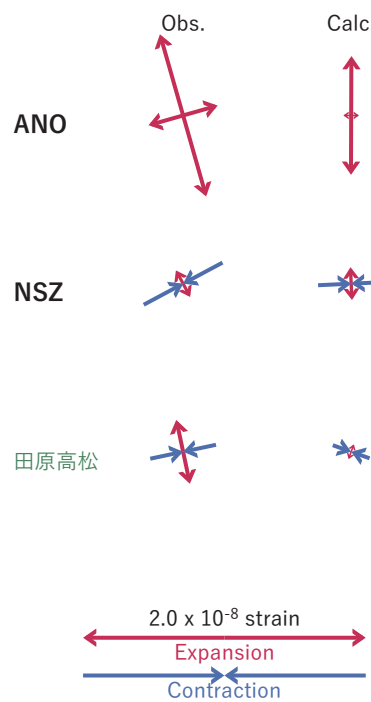 Obs. Calc
ANO
NSZ
田原高松
2.0 x 10⁻⁸ strain
Expansion
Contraction